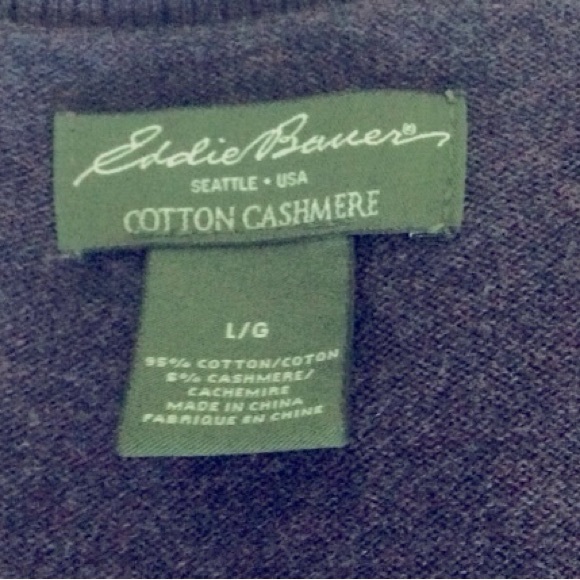 Eddie Bauer®
SEATTLE • USA
COTTON CASHMERE
L/G
95% COTTON/COTON
5% CASHMERE/
CACHEMIRE
MADE IN CHINA
FABRIQUE EN CHINE